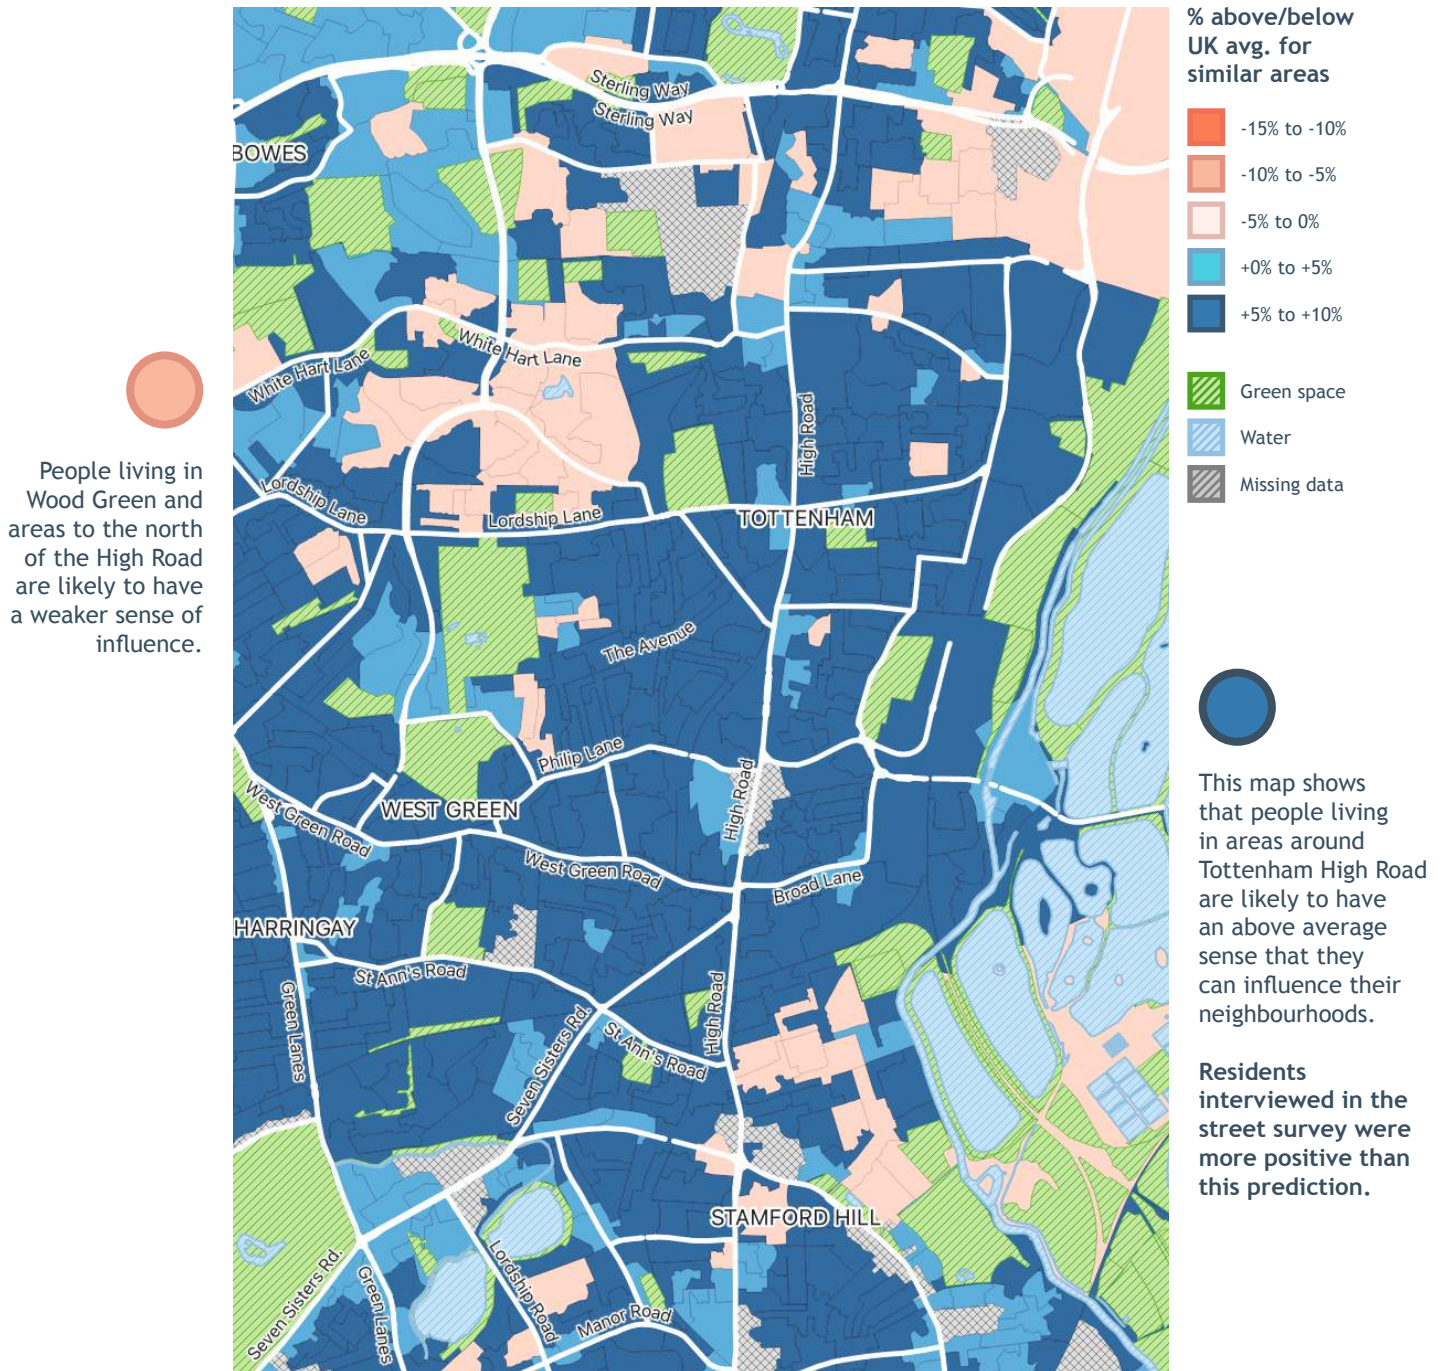 % above/below
UK avg. for
similar areas
-15% to -10%
-10% to -5%
-5% to 0%
+0% to +5%
+5% to +10%
Green space
Water
Missing data
People living in
Wood Green and
areas to the north
of the High Road
are likely to have
a weaker sense of
influence.
This map shows
that people living
in areas around
Tottenham High Road
are likely to have
an above average
sense that they
can influence their
neighbourhoods.
Residents
interviewed in the
street survey were
more positive than
this prediction.
Sterling Way
Sterling Way
BOWES
White Hart Lane
White Hart Lane
High Road
Lordship Lane
Lordship Lane
TOTTENHAM
The Avenue
Philip Lane
High Road
West Green Road
WEST GREEN
West Green Road
Broad Lane
HARRINGAY
St Ann's Road
Green Lanes
Seven Sisters Rd.
St Ann's Road
High Road
STAMFORD HILL
Seven Sisters Rd.
Green Lanes
Lordship Road
Manor Road